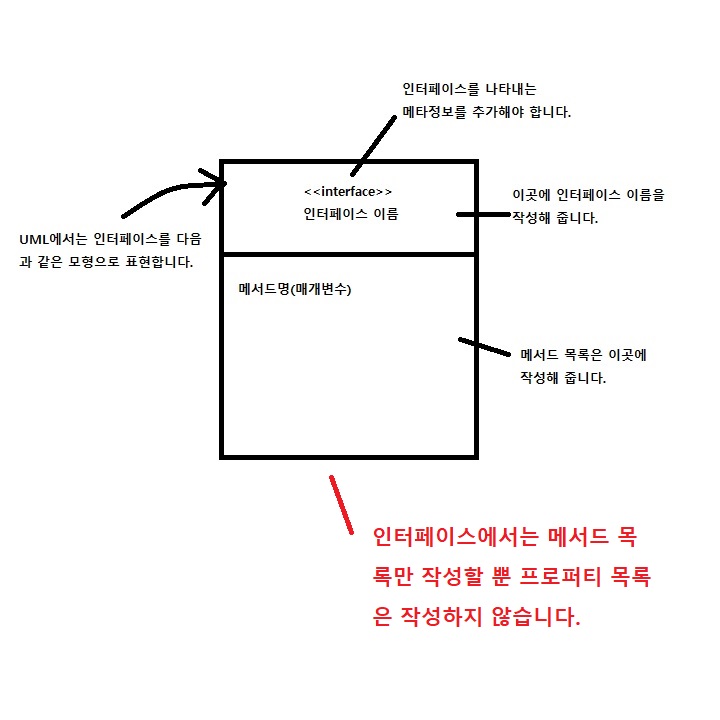 인터페이스를 나타내는
메타정보를 추가해야 합니다.
<<interface>>
인터페이스 이름
이곳에 인터페이스 이름을
작성해 줍니다.
UML에서는 인터페이스를 다음
과 같은 모형으로 표현합니다.
메서드명(매개변수)
메서드 목록은 이곳에
작성해 줍니다.
인터페이스에서는 메서드 목
록만 작성할 뿐 프로퍼티 목록
은 작성하지 않습니다.